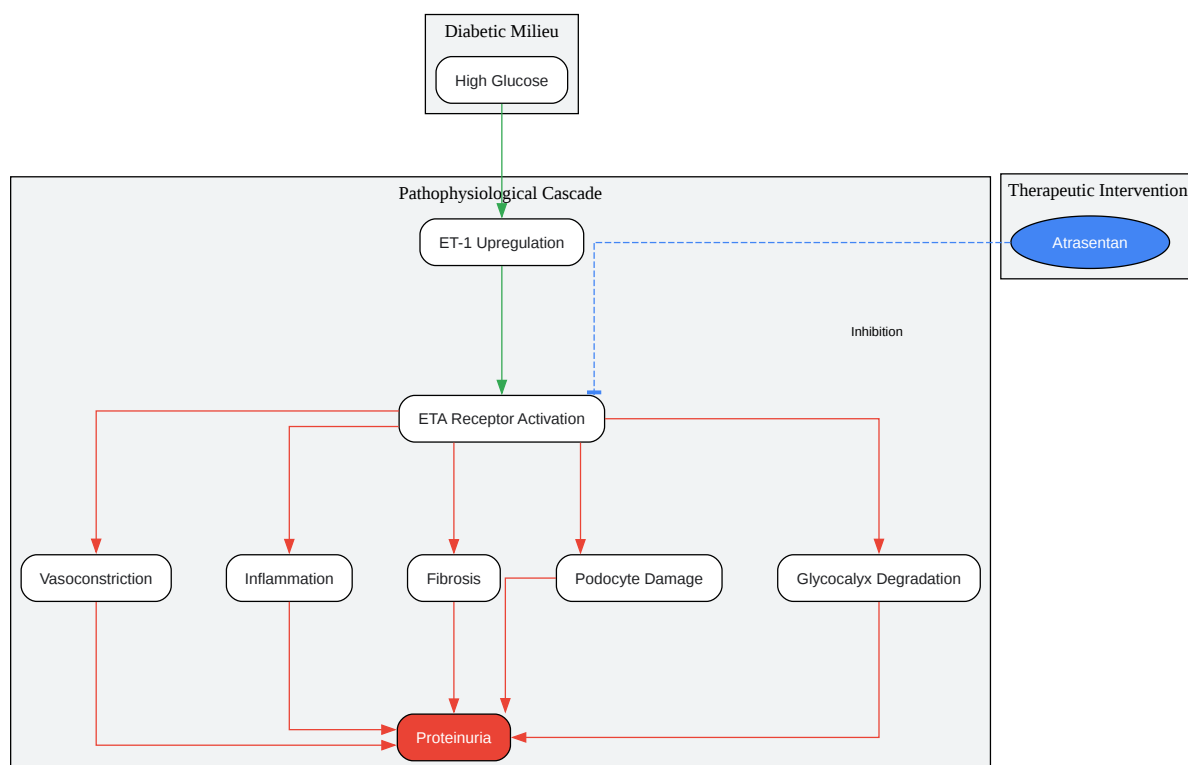 Diabetic Milieu
High Glucose
Pathophysiological Cascade
Therapeutic Intervention
ET-1 Upregulation
Atrasentan
Inhibition
ETA Receptor Activation
Vasoconstriction
Inflammation
Fibrosis
Podocyte Damage
Glycocalyx Degradation
Proteinuria